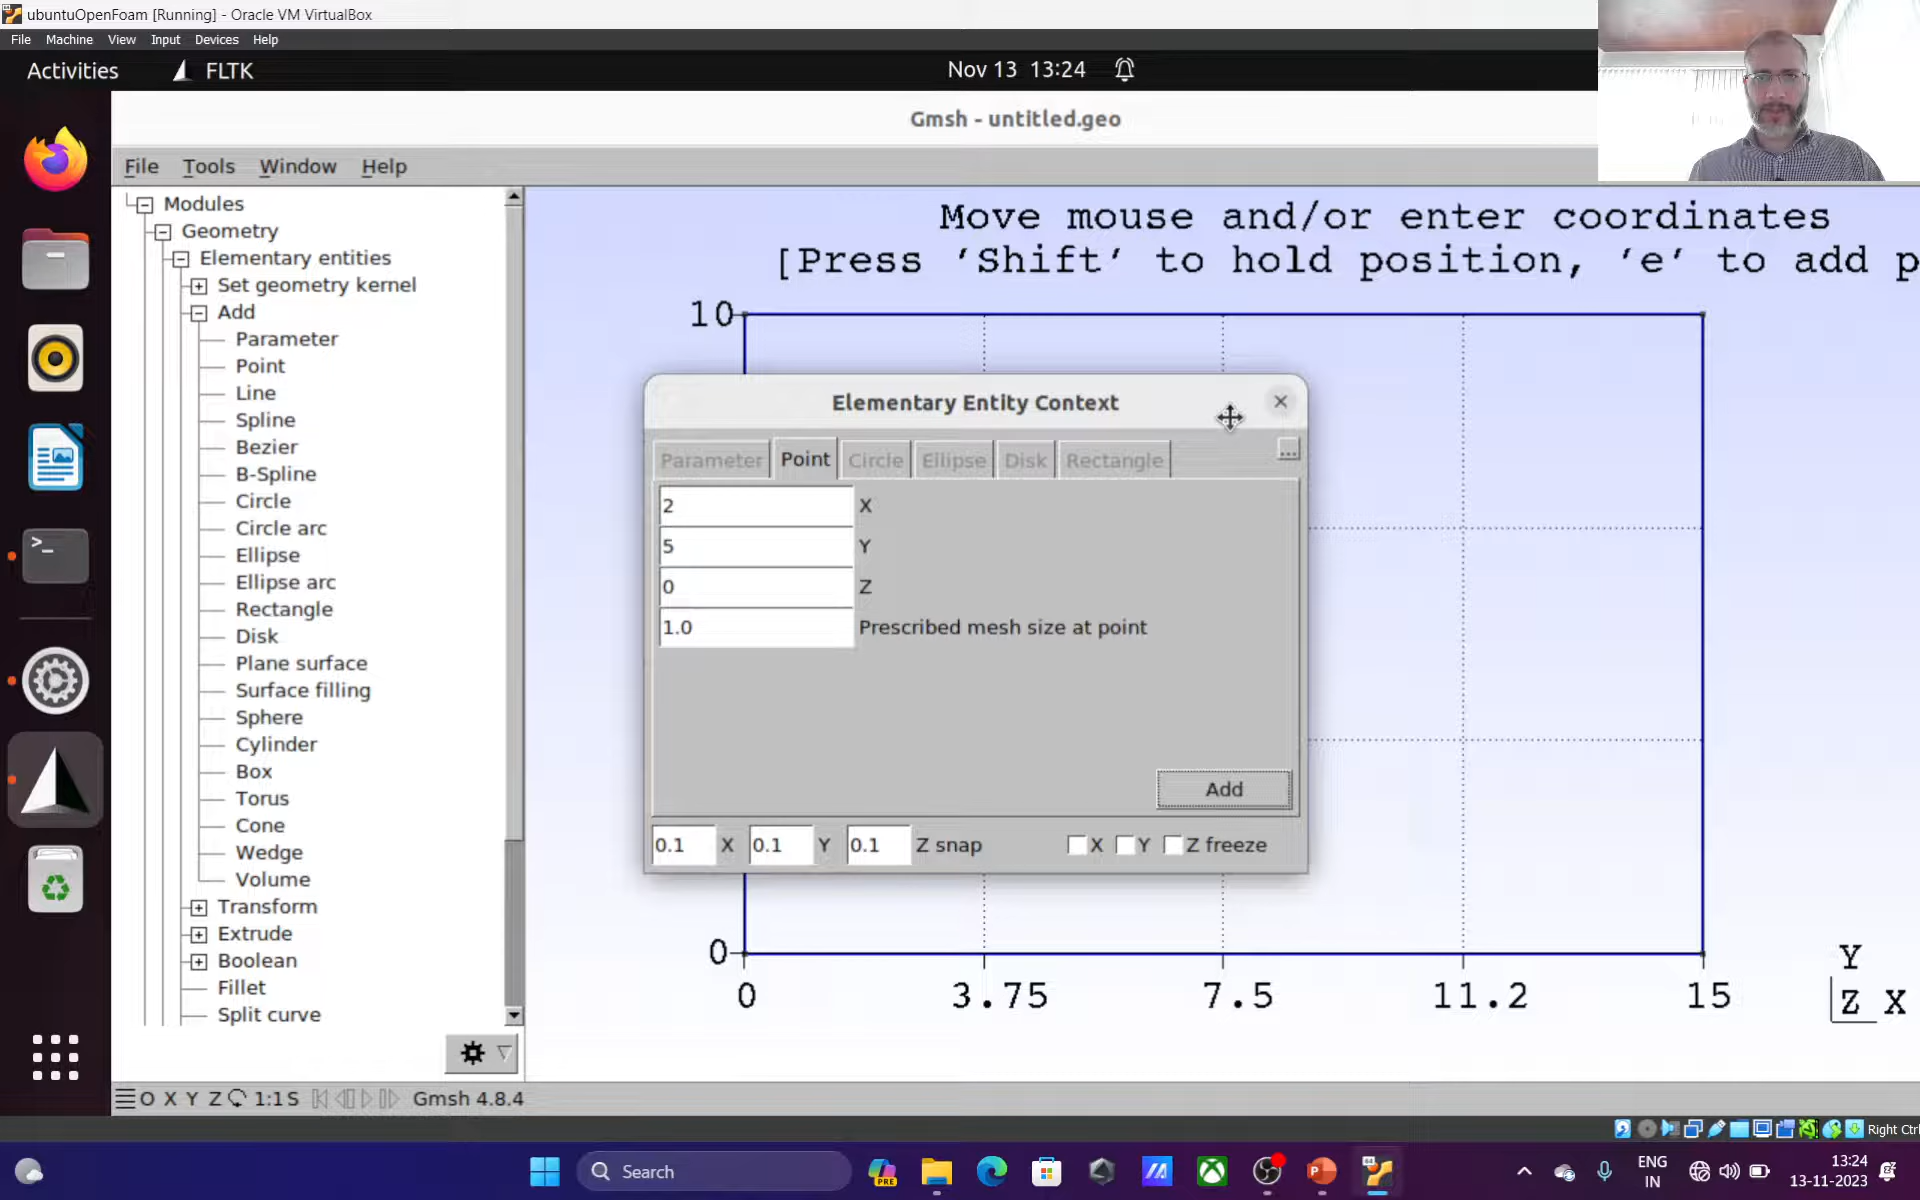 ubuntuOpenFoam [Running] - Oracle VM VirtualBox
File Machine View Input Devices Help
Activities FLTK Nov 13 13:24
Gmsh - untitled.geo
File Tools Window Help
Modules
Geometry
Elementary entities
Set geometry kernel
Add
Parameter
Point
Line
Spline
Bezier
B-Spline
Circle
Circle arc
Ellipse
Ellipse arc
Rectangle
Disk
Plane surface
Surface filling
Sphere
Cylinder
Box
Torus
Cone
Wedge
Volume
Transform
Extrude
Boolean
Fillet
Split curve
Move mouse and/or enter coordinates
[Press 'Shift' to hold position, 'e' to add p
10
Elementary Entity Context
Parameter Point Circle Ellipse Disk Rectangle ...
2 X
5 Y
0 Z
1.0 Prescribed mesh size at point
Add
0.1 X 0.1 Y 0.1 Z snap X Y Z freeze
0
0 3.75 7.5 11.2 15
Y
Z X
O X Y Z 1:1 S Gmsh 4.8.4
Right Ctrl
Search
PRE
ENG
IN
13:24
13-11-2023